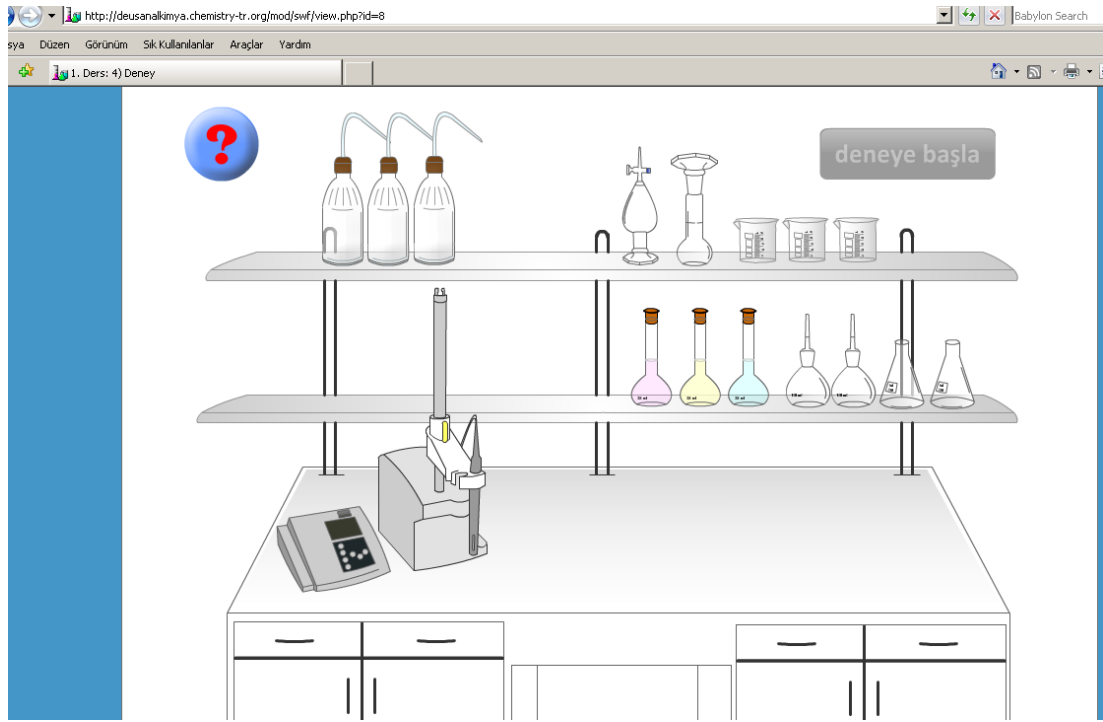 http://deusanalkimya.chemistry-tr.org/mod/swf/view.php?id=8
Babylon Search
sya Düzen Görünüm Sık Kullanılanlar Araçlar Yardım
1. Ders: 4) Deney
?
deneye başla